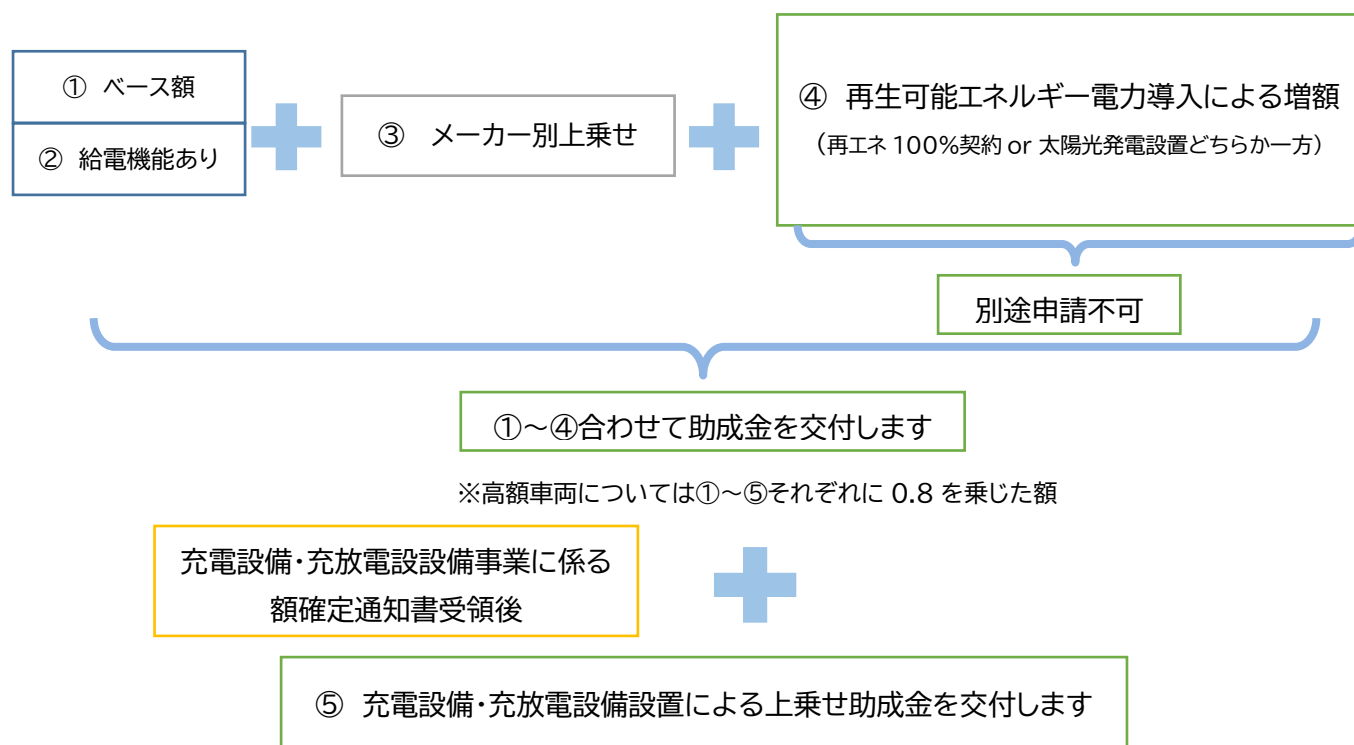 ① ベース額
② 給電機能あり
③ メーカー別上乗せ
④ 再生可能エネルギー電力導入による増額
（再エネ 100%契約 or 太陽光発電設置どちらか一方）
別途申請不可
①～④合わせて助成金を交付します
※高額車両については①～⑤それぞれに 0.8 を乗じた額
充電設備・充放電設設備事業に係る
額確定通知書受領後
⑤ 充電設備・充放電設備設置による上乗せ助成金を交付します